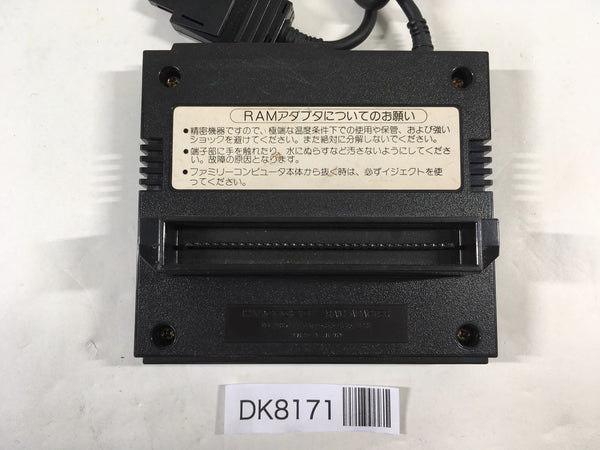 RAMアダプタについてのお願い
●精密機器ですので、極端な温度条件下での使用や保管、および強い
ショックを避けてください。また絶対に分解しないでください。
●端子部に手を触れたり、水にぬらすなど汚さないようにしてくださ
い。故障の原因となります。
●ファミリーコンピュータ本体から抜く時は、必ずイジェクトを使
ってください。
RAM ADAPTER
DK8171